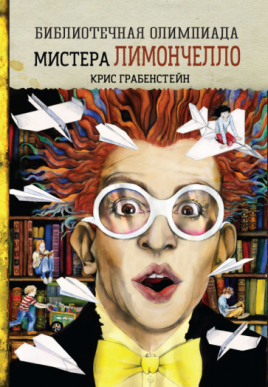 БИБЛИОТЕЧНАЯ ОЛИМПИАДА
МИСТЕРА ЛИМОНЧЕЛЛО
КРИС ГРАБЕНСТЕЙН